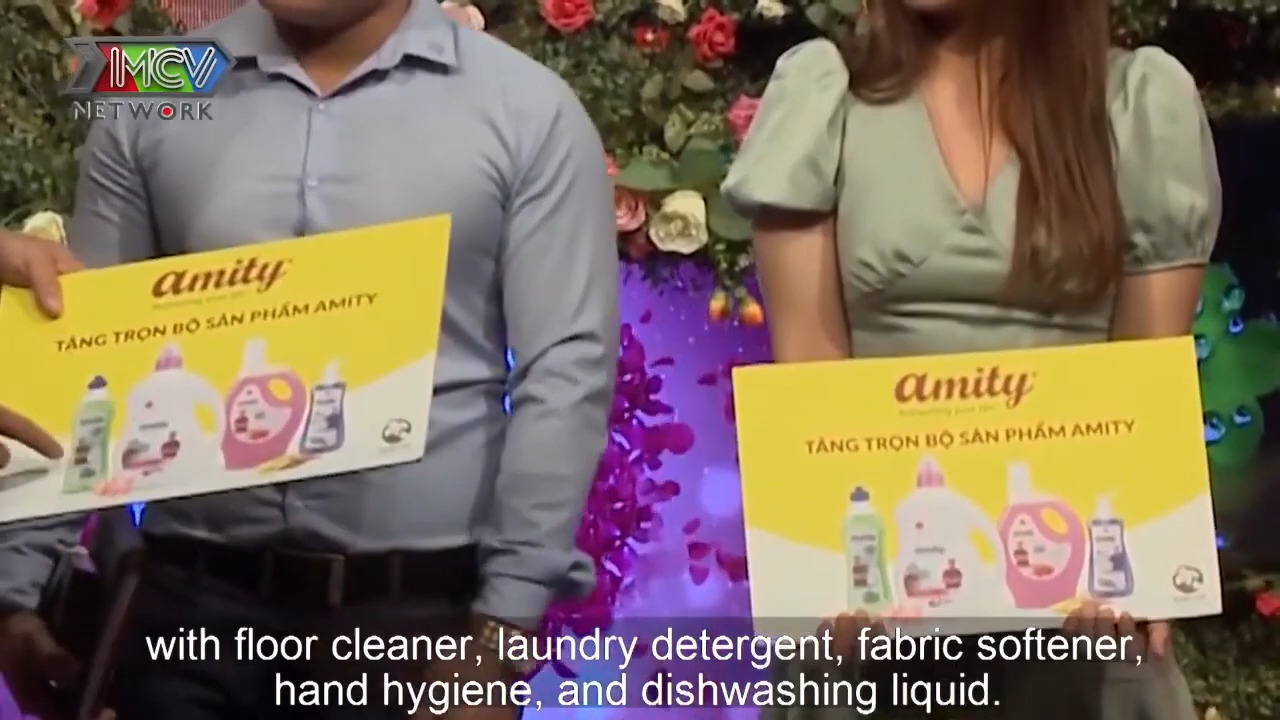 MCV
NETWORK
amity
TẶNG TRỌN BỘ SẢN PHẨM AMITY
amity
TẶNG TRỌN BỘ SẢN PHẨM AMITY
with floor cleaner, laundry detergent, fabric softener,
hand hygiene, and dishwashing liquid.